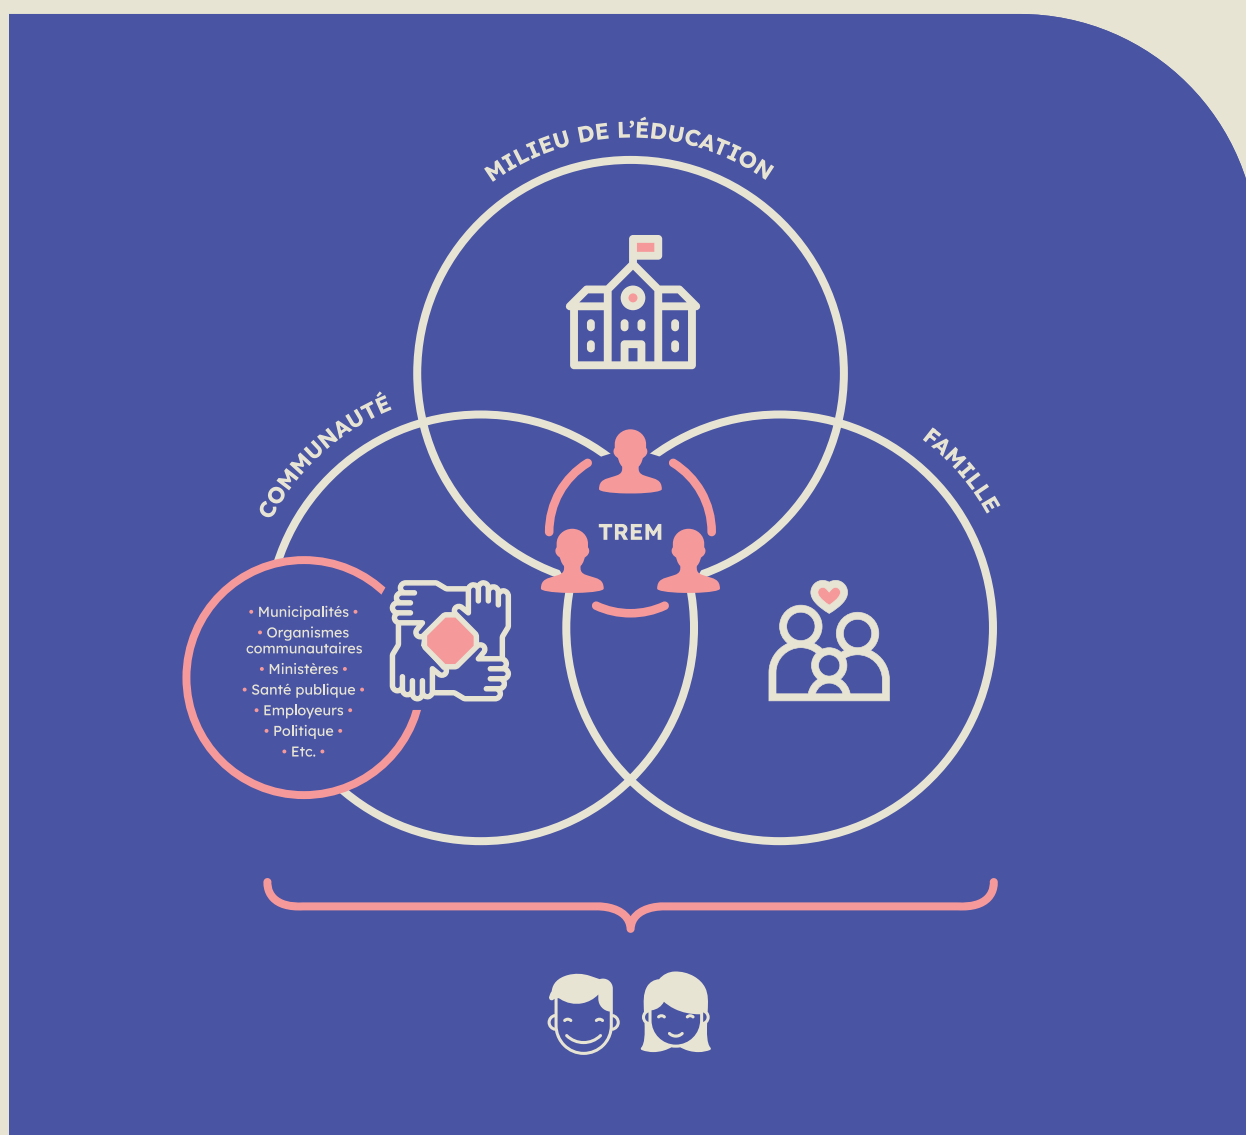 MILIEU DE L'ÉDUCATION
COMMUNAUTÉ
FAMILLE
TREM
• Municipalités •
• Organismes
communautaires
• Ministères •
• Santé publique •
• Employeurs •
• Politique •
• Etc. •